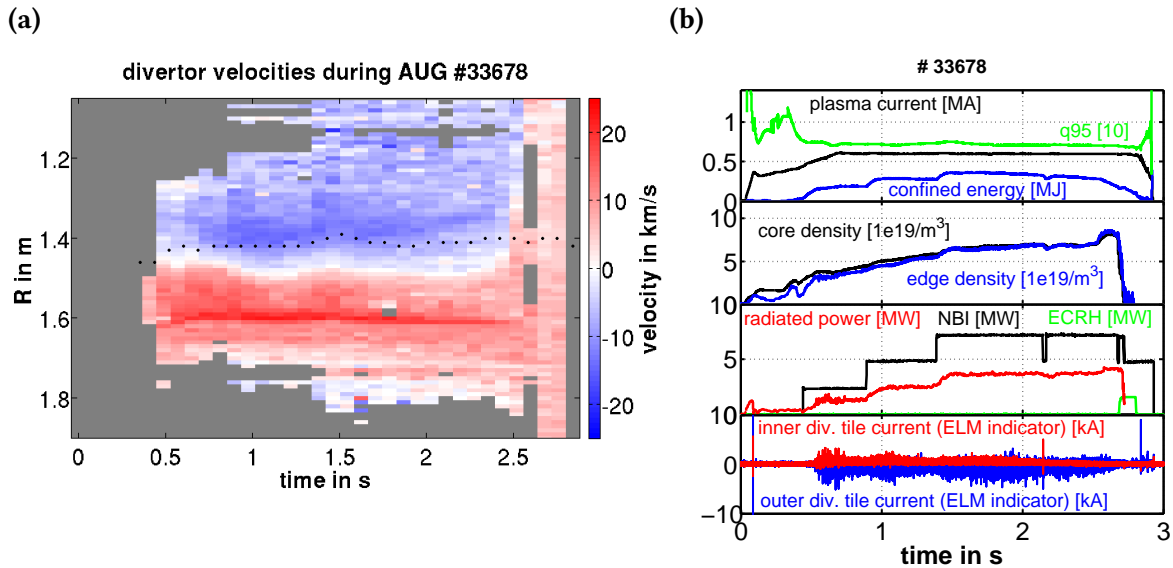 (a)
divertor velocities during AUG #33678
R in m
1.2
1.4
1.6
1.8
0
0.5
1
1.5
2
2.5
time in s
20
10
0
-10
-20
velocity in km/s
(b)
# 33678
plasma current [MA]
q95 [10]
confined energy [MJ]
1
0.5
0
core density [1e19/m³]
edge density [1e19/m³]
10
5
10
radiated power [MW]
NBI [MW]
ECRH [MW]
5
10
inner div. tile current (ELM indicator) [kA]
outer div. tile current (ELM indicator) [kA]
0
−10
0
1
2
3
time in s